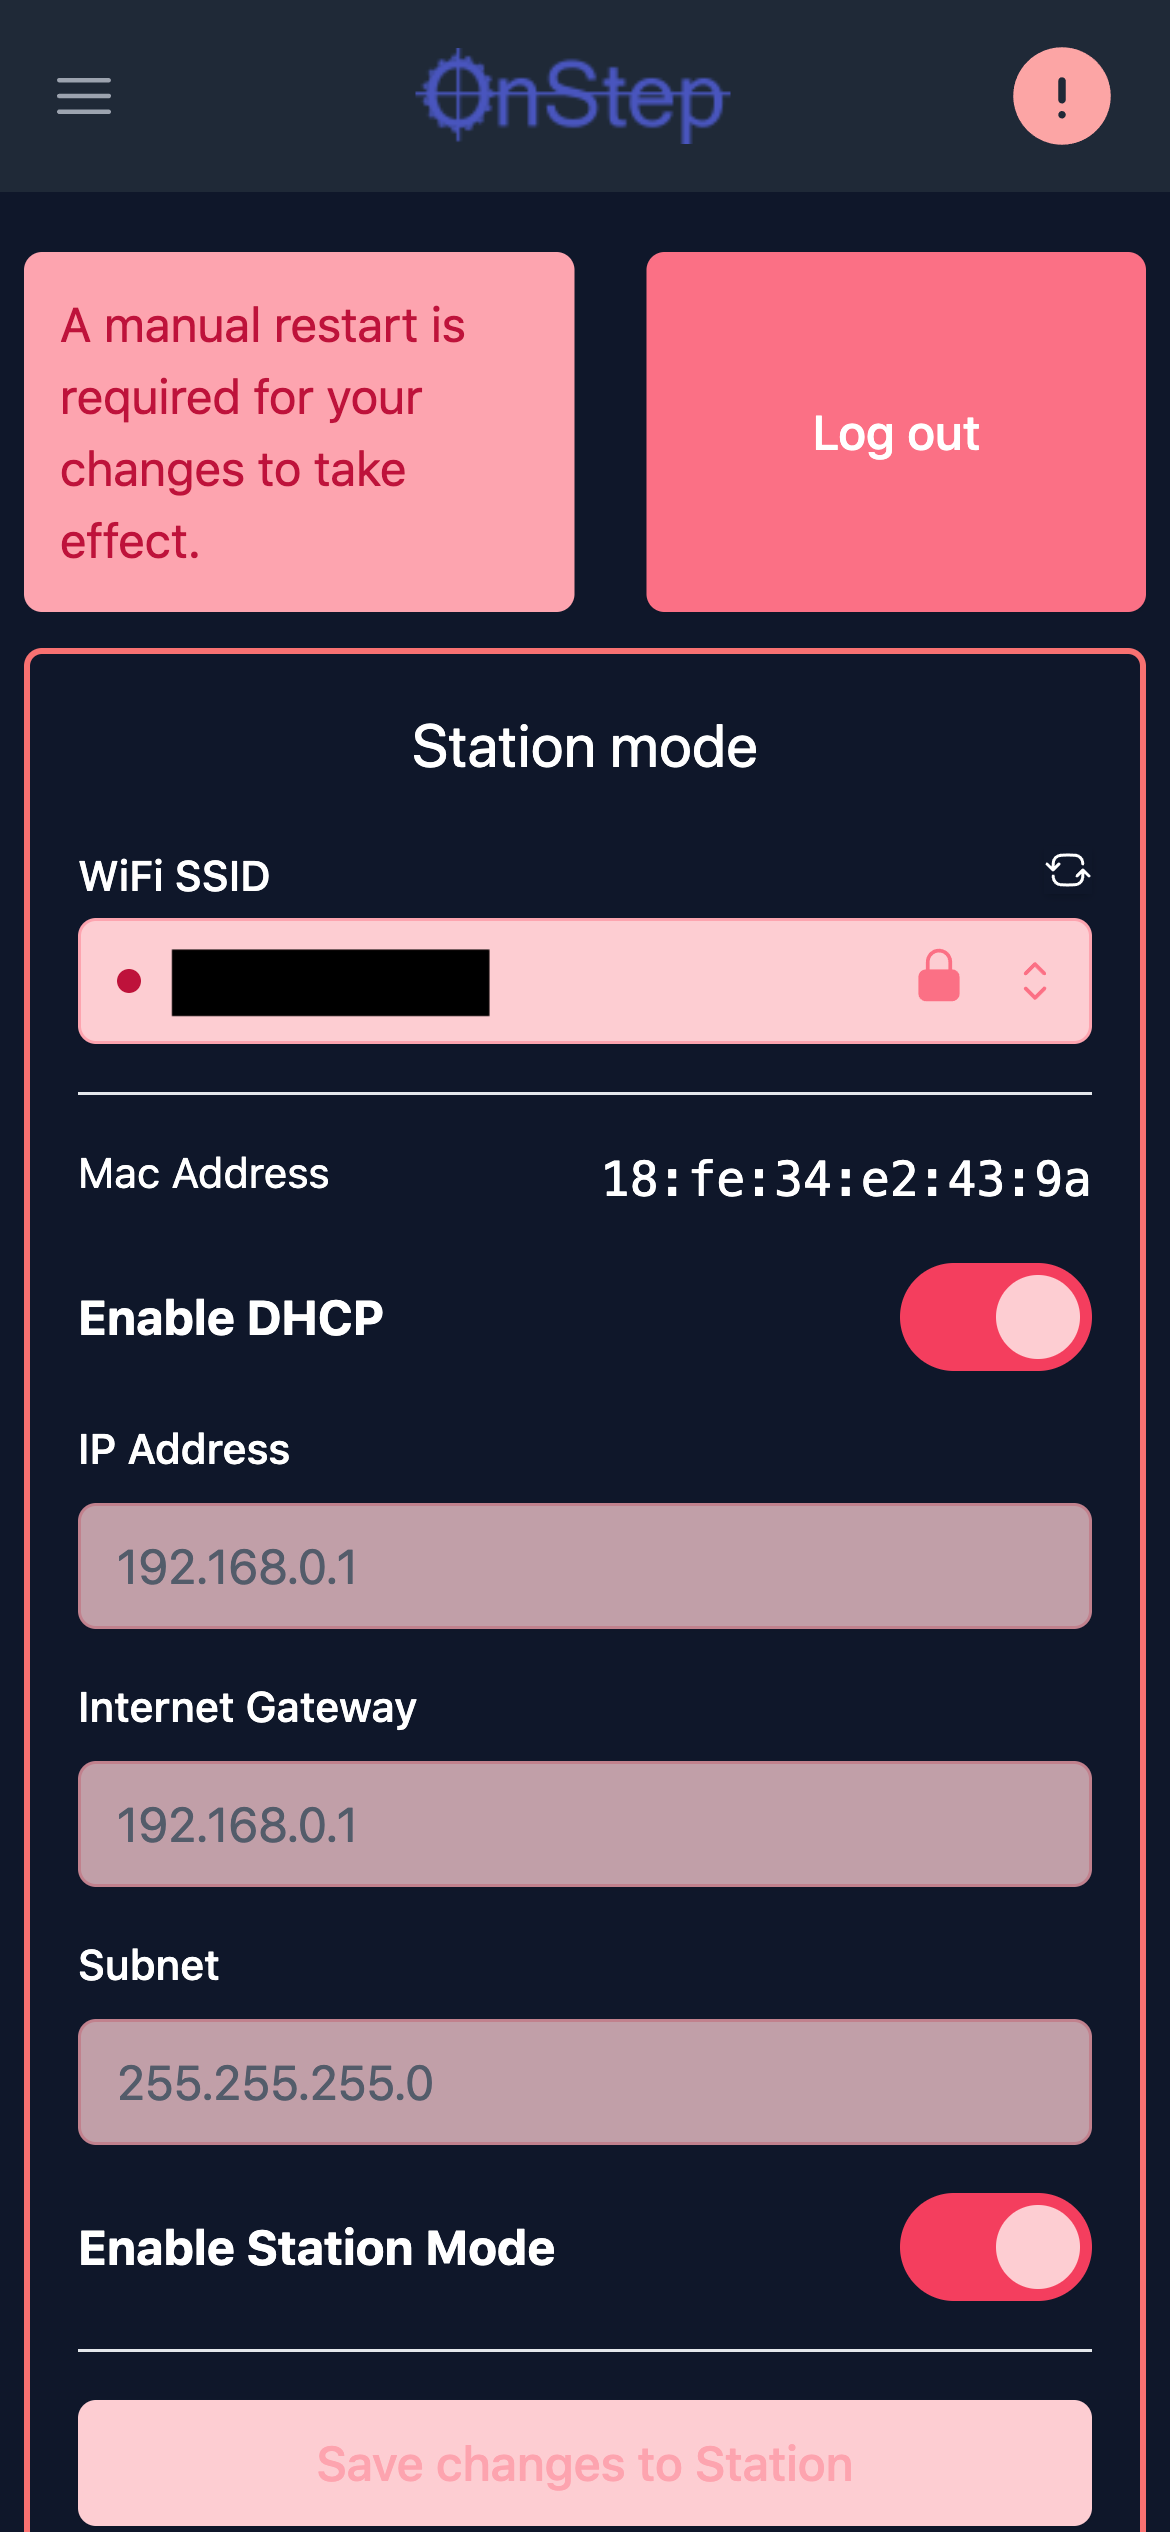 OnStep
!
A manual restart is
required for your
changes to take
effect.
Log out
Station mode
WiFi SSID
Mac Address
18:fe:34:e2:43:9a
Enable DHCP
IP Address
192.168.0.1
Internet Gateway
192.168.0.1
Subnet
255.255.255.0
Enable Station Mode
Save changes to Station